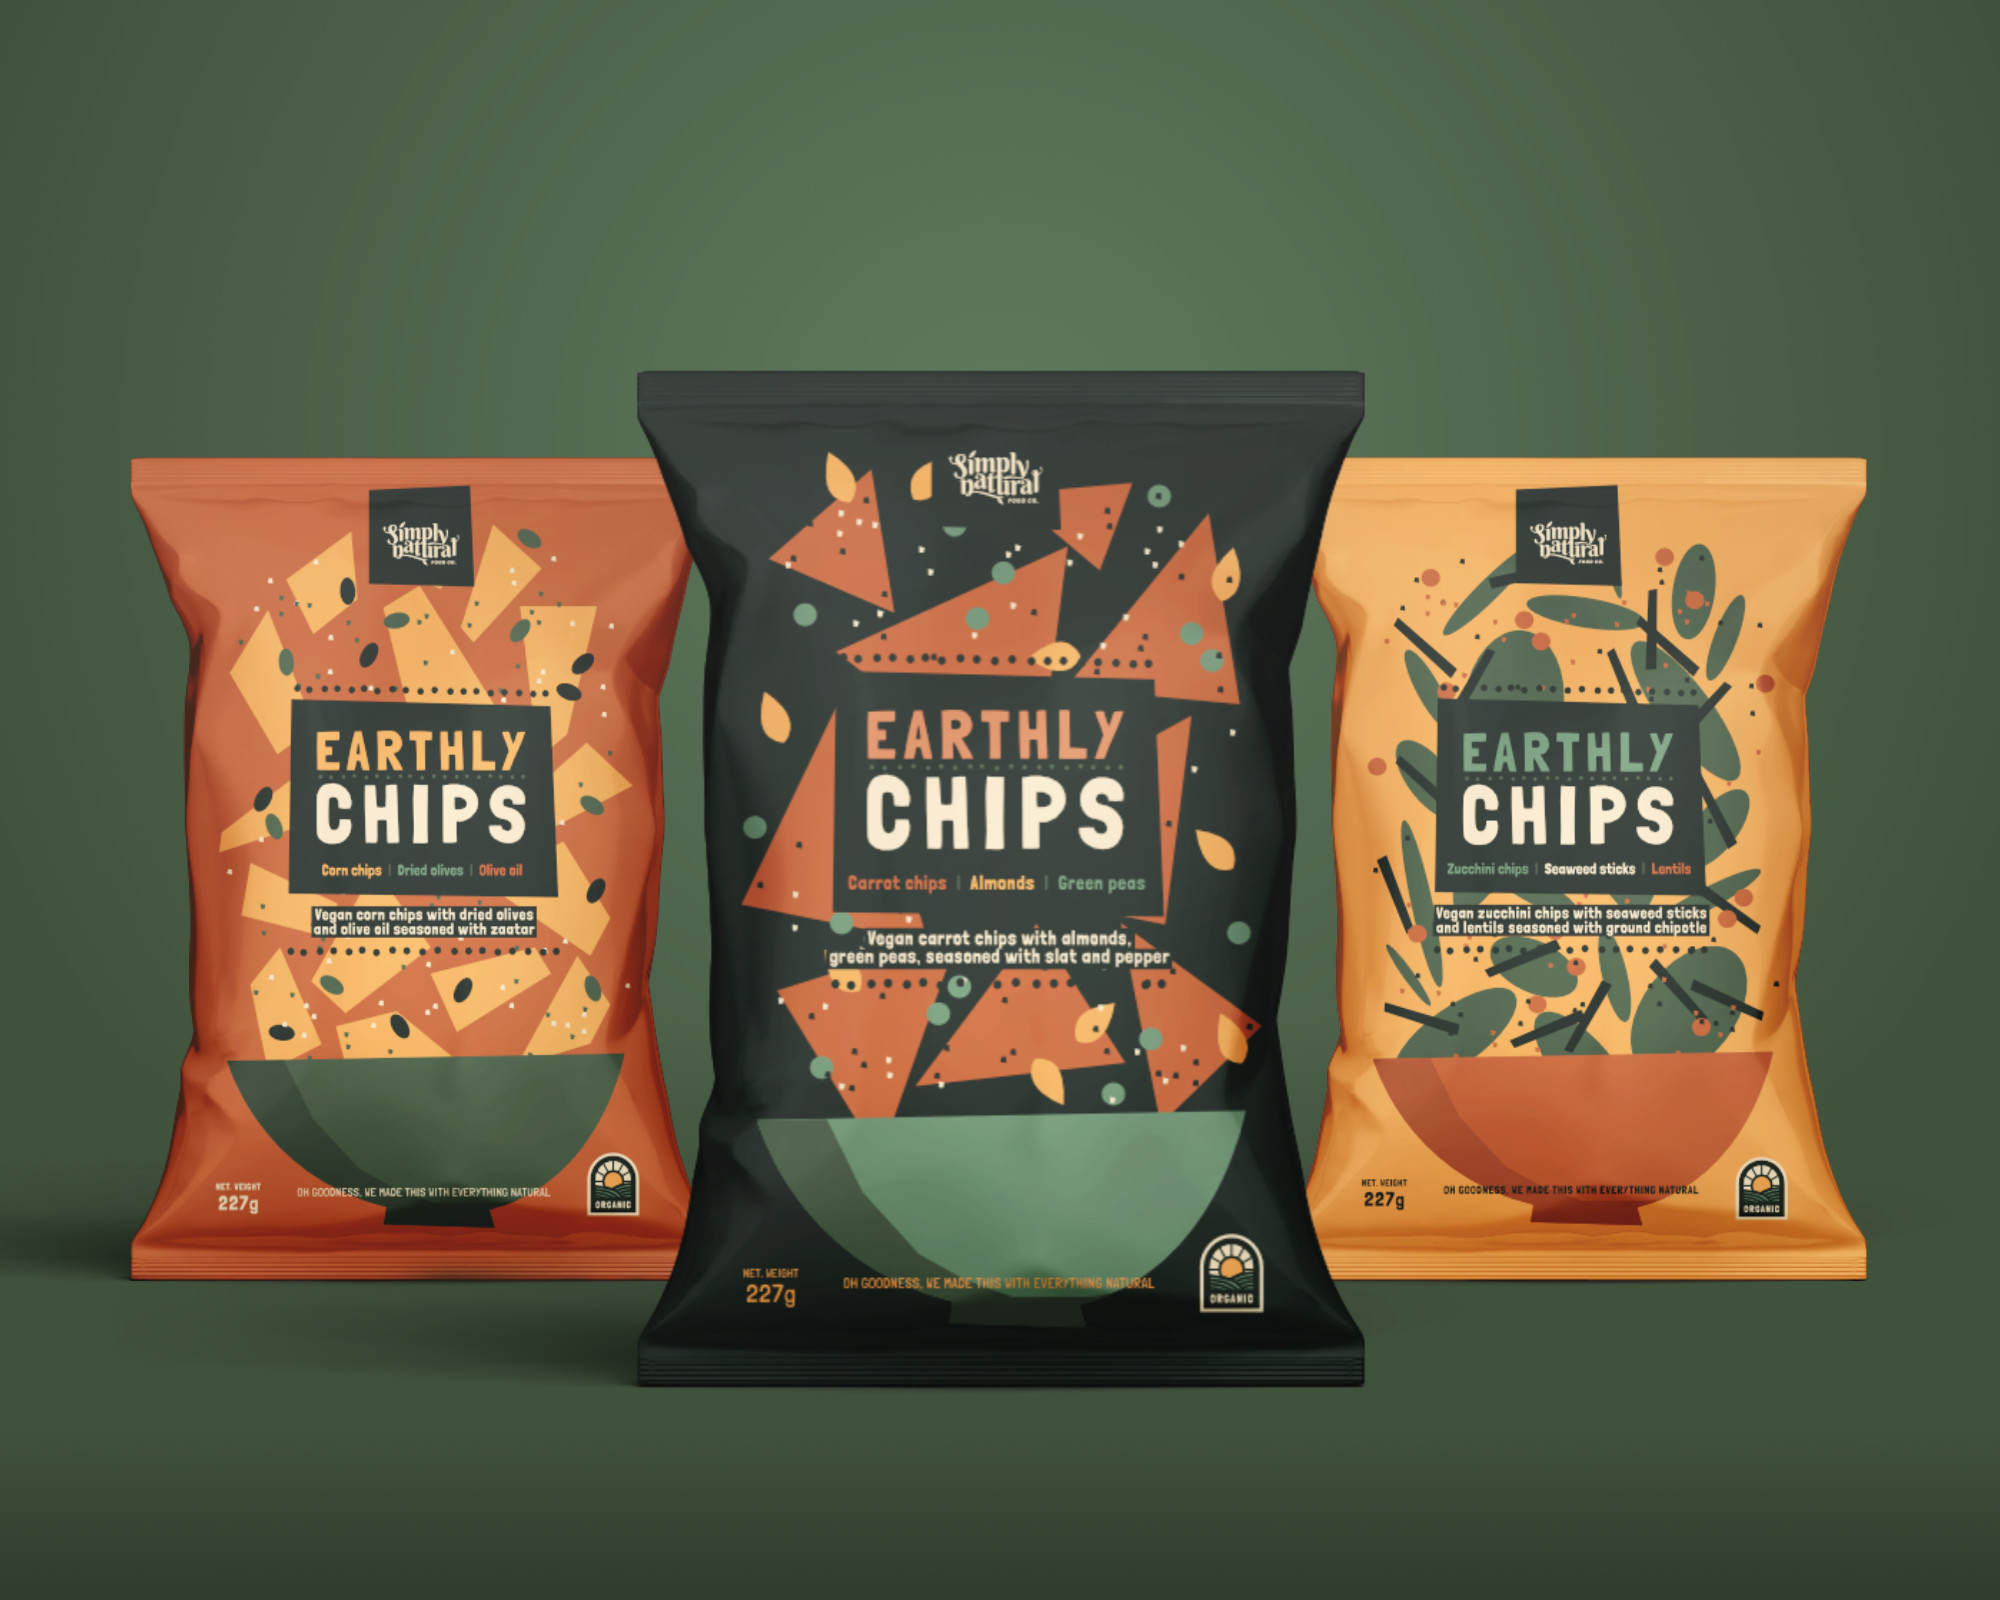 Simply
natural
FOOD CO.
EARTHLY
CHIPS
Corn chips | Dried olives | Olive oil
Vegan corn chips with dried olives
and olive oil seasoned with zaatar
NET. WEIGHT
227g
OH GOODNESS, WE MADE THIS WITH EVERYTHING NATURAL
ORGANIC
Simply
natural
FOOD CO.
EARTHLY
CHIPS
Carrot chips | Almonds | Green peas
Vegan carrot chips with almonds,
green peas, seasoned with slat and pepper
NET. WEIGHT
227g
OH GOODNESS, WE MADE THIS WITH EVERYTHING NATURAL
ORGANIC
Simply
natural
FOOD CO.
EARTHLY
CHIPS
Zucchini chips | Seaweed sticks | Lentils
Vegan zucchini chips with seaweed sticks
and lentils seasoned with ground chipotle
NET. WEIGHT
227g
OH GOODNESS, WE MADE THIS WITH EVERYTHING NATURAL
ORGANIC